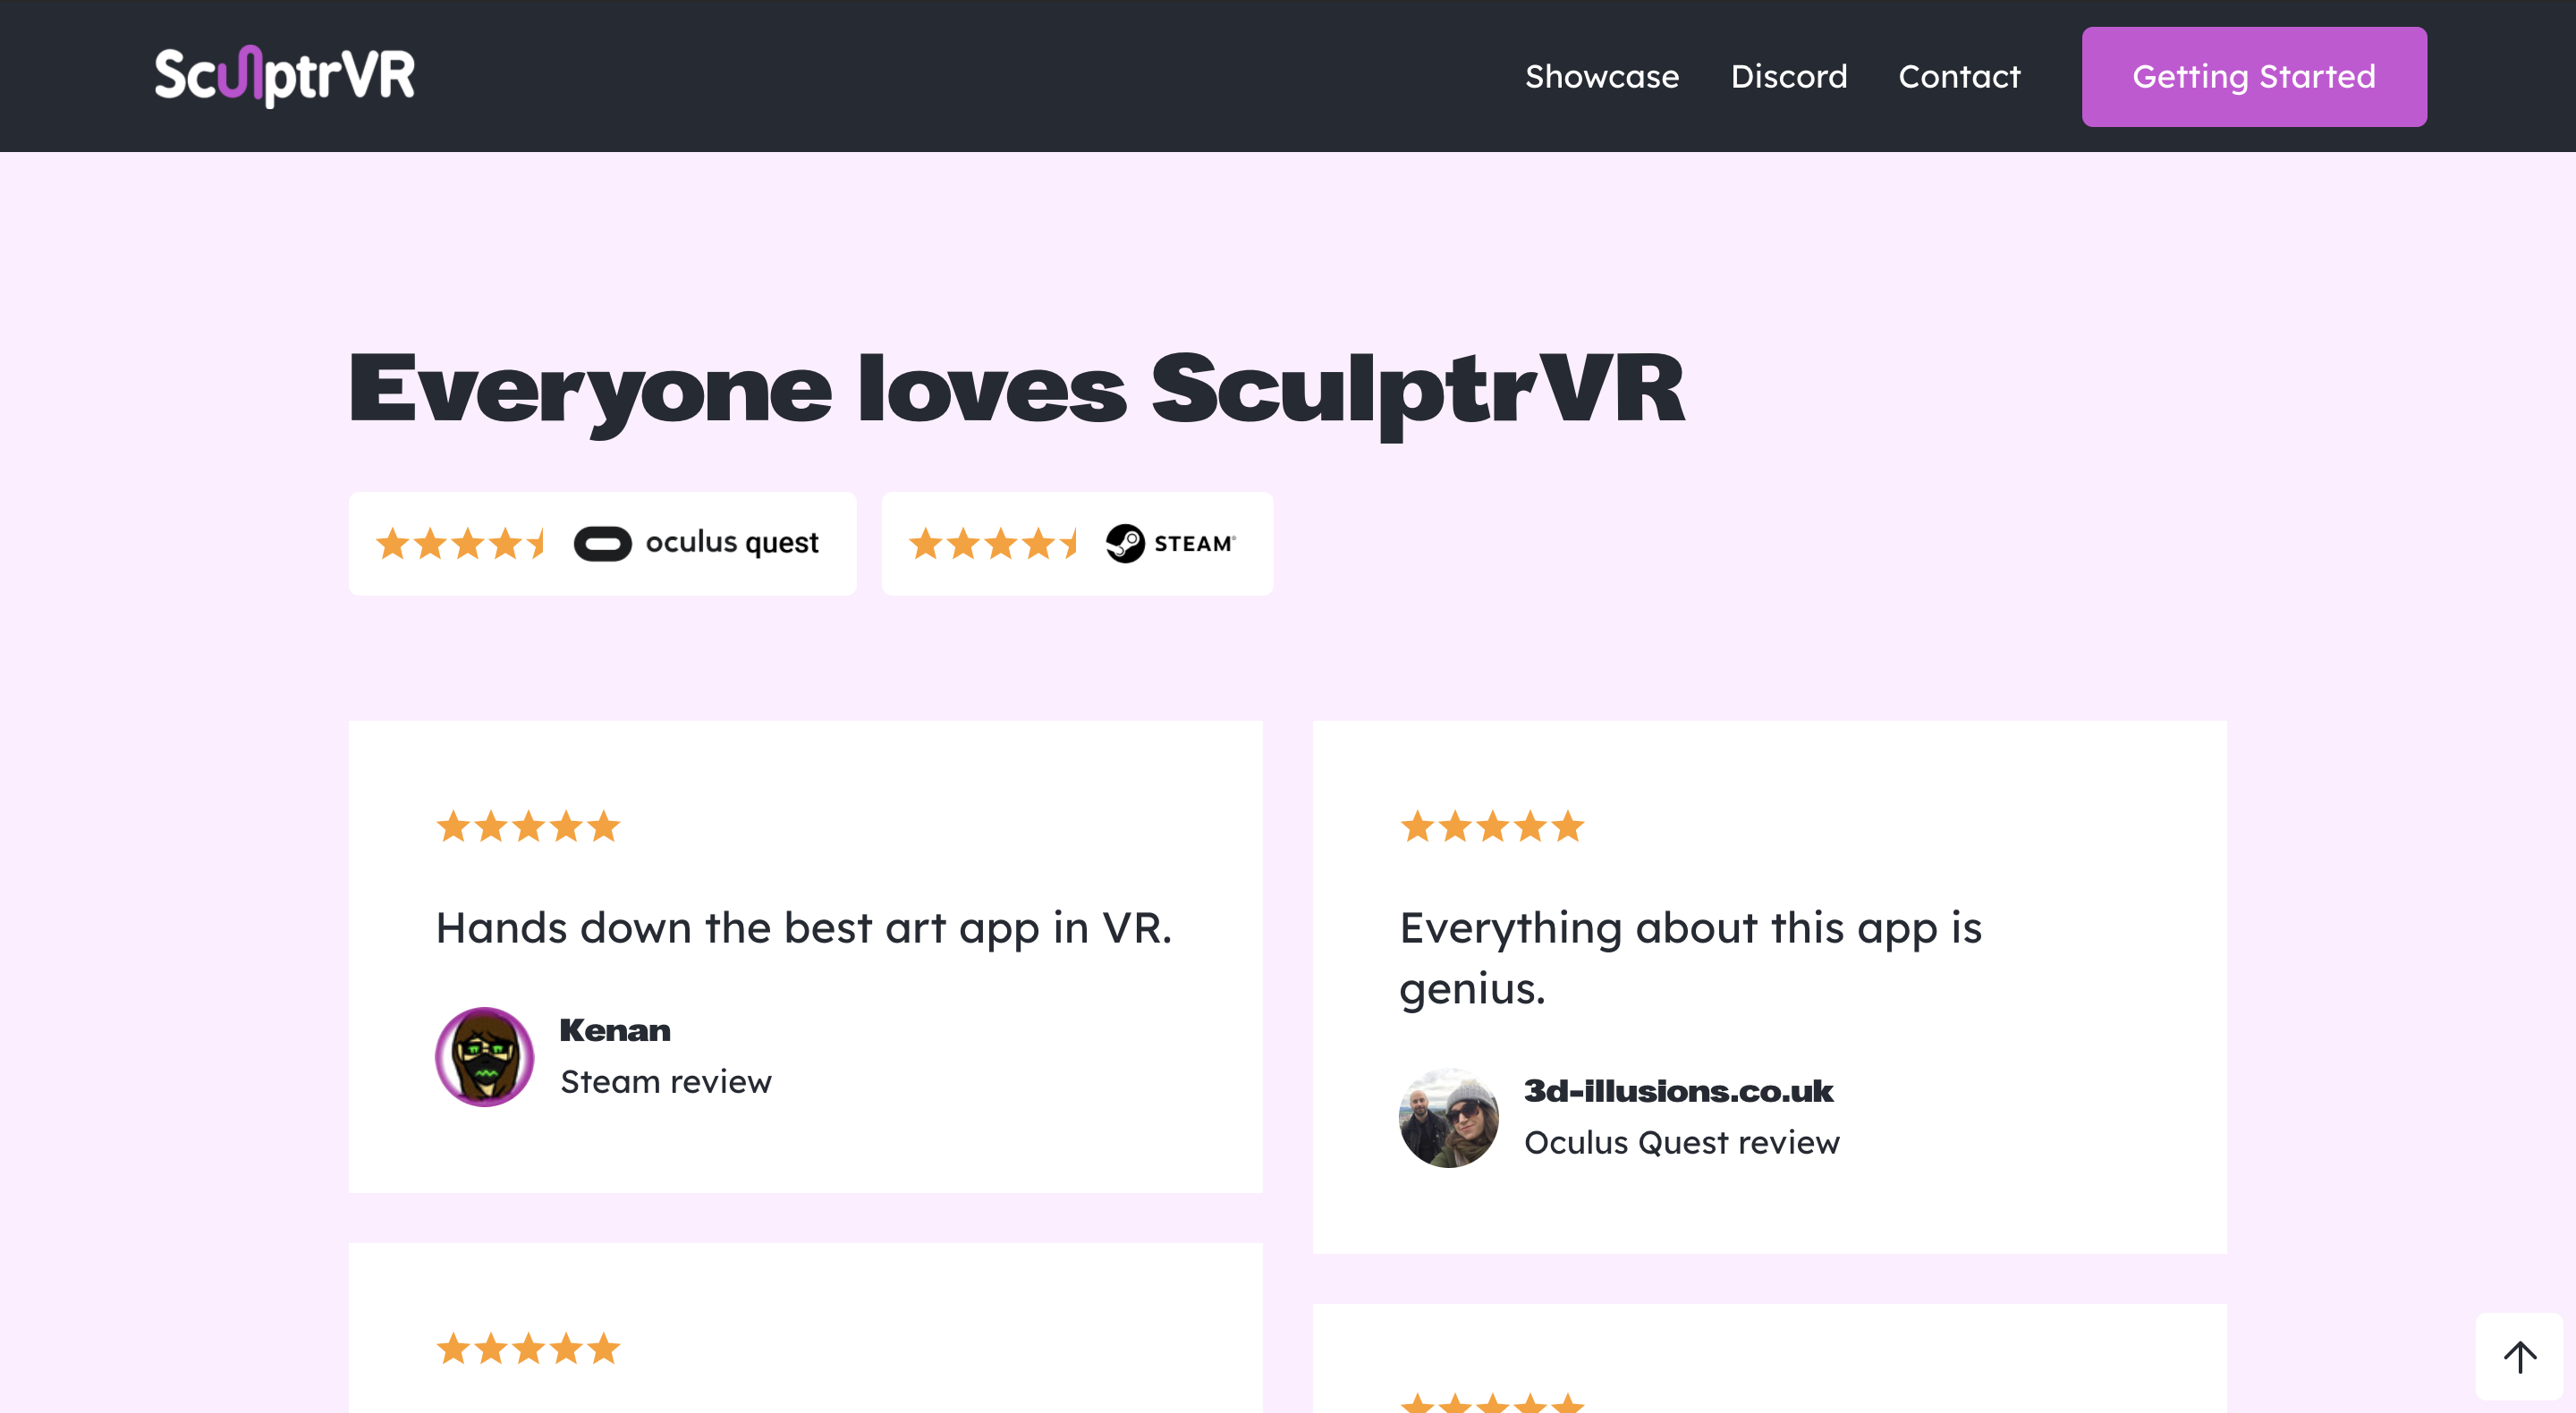 SculptrVR
Showcase
Discord
Contact
Getting Started
Everyone loves SculptrVR
oculus quest
STEAM®
Hands down the best art app in VR.
Kenan
Steam review
Everything about this app is
genius.
3d-illusions.co.uk
Oculus Quest review